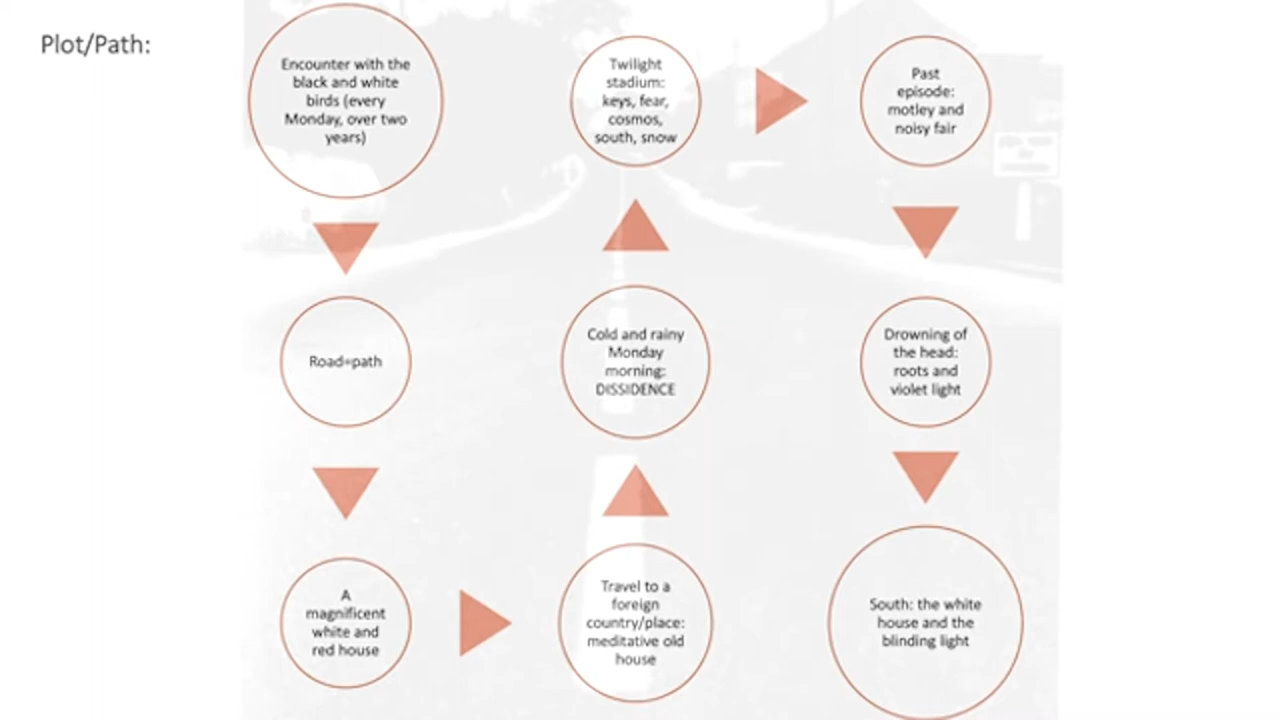 Plot/Path:
Encounter with the
black and white
birds (every
Monday, over two
years)
Road=path
A
magnificent
white and
red house
Travel to a
foreign
country/place:
meditative old
house
Cold and rainy
Monday
morning:
DISSIDENCE
Twilight
stadium:
keys, fear,
cosmos,
south, snow
Past
episode:
motley and
noisy fair
Drowning of
the head:
roots and
violet light
South: the white
house and the
blinding light